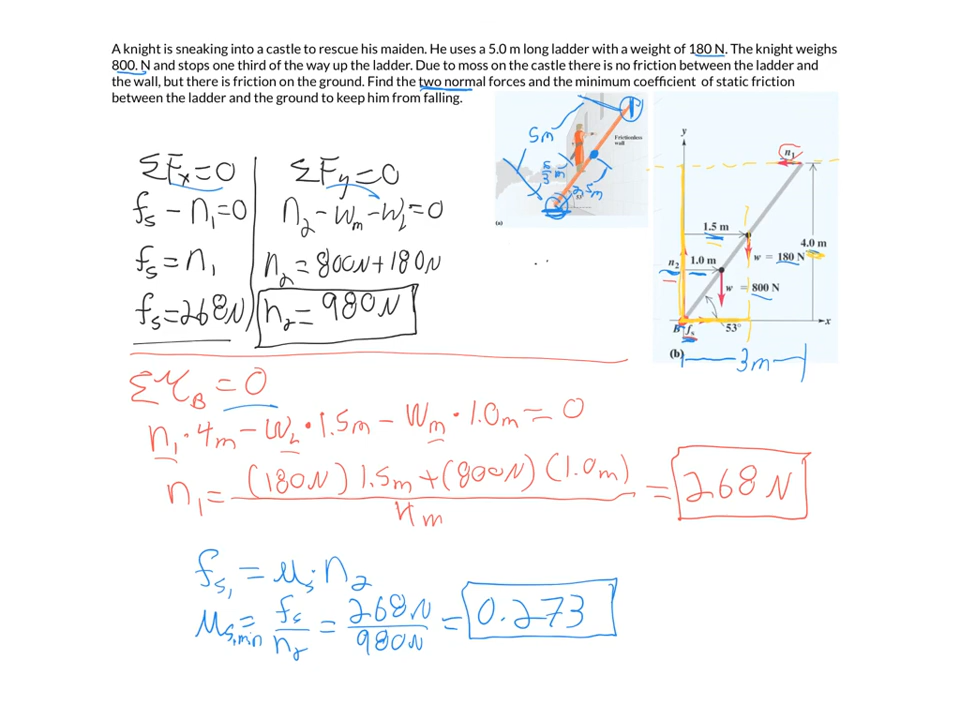 A knight is sneaking into a castle to rescue his maiden. He uses a 5.0 m long ladder with a weight of 180 N. The knight weighs
800. N and stops one third of the way up the ladder. Due to moss on the castle there is no friction between the ladder and
the wall, but there is friction on the ground. Find the two normal forces and the minimum coefficient of static friction
between the ladder and the ground to keep him from falling.
ΣFx=0
fs - n1=0
fs = n1
fs=268N
ΣFy=0
n2 - Wm - WL=0
n2 = 800N+180N
n2= 980N
5m
Frictionless
wall
5/3 m
2.5m
53°
(a)
y
n1
1.5 m
4.0 m
n2
1.0 m
w = 180 N
w = 800 N
B
fs
53°
x
(b)
3m
ΣMB = 0
n1 · 4m - WL · 1.5m - Wm · 1.0m = 0
n1 = (180N) 1.5m + (800N) (1.0m) / 4m = 268 N
fs, = μs · n2
μs,min = fs / n2 = 268N / 980N = 0.273